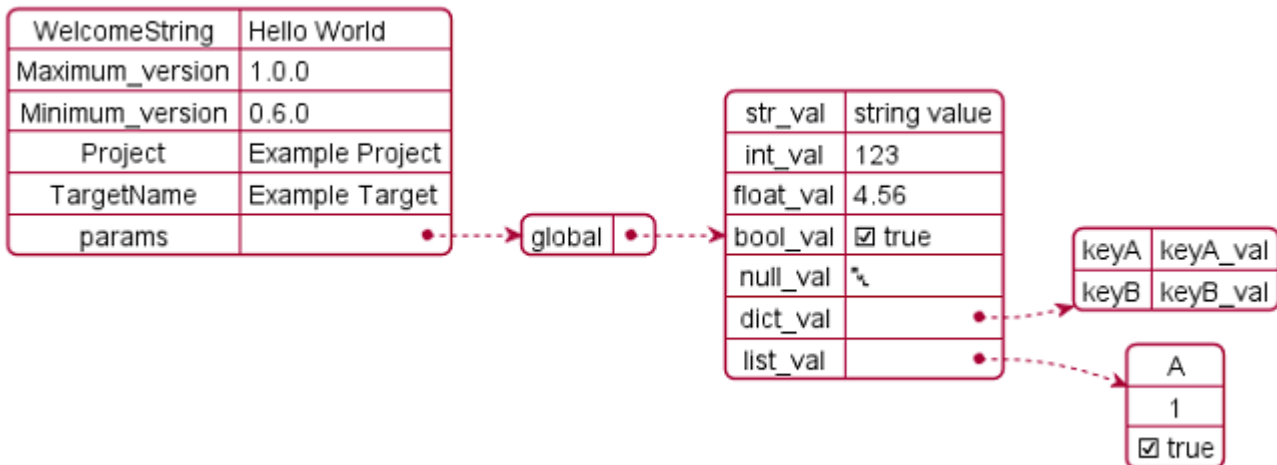 WelcomeString Hello World
Maximum_version 1.0.0
Minimum_version 0.6.0
Project Example Project
TargetName Example Target
params
global
str_val string value
int_val 123
float_val 4.56
bool_val ☑ true
null_val ␀
dict_val
list_val
keyA keyA_val
keyB keyB_val
A
1
☑ true